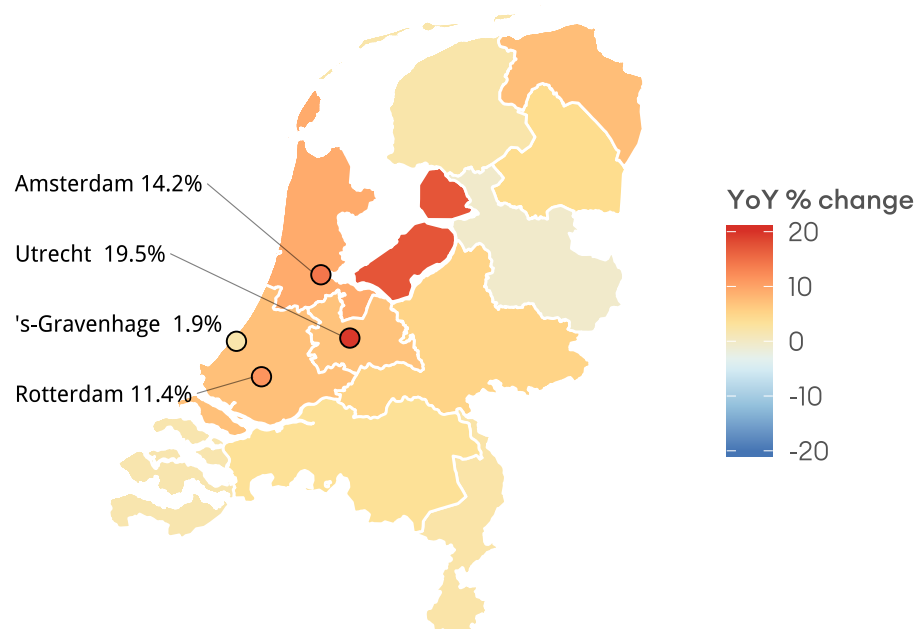 Amsterdam 14.2%
Utrecht 19.5%
's-Gravenhage 1.9%
Rotterdam 11.4%
YoY % change
20
10
0
-10
-20